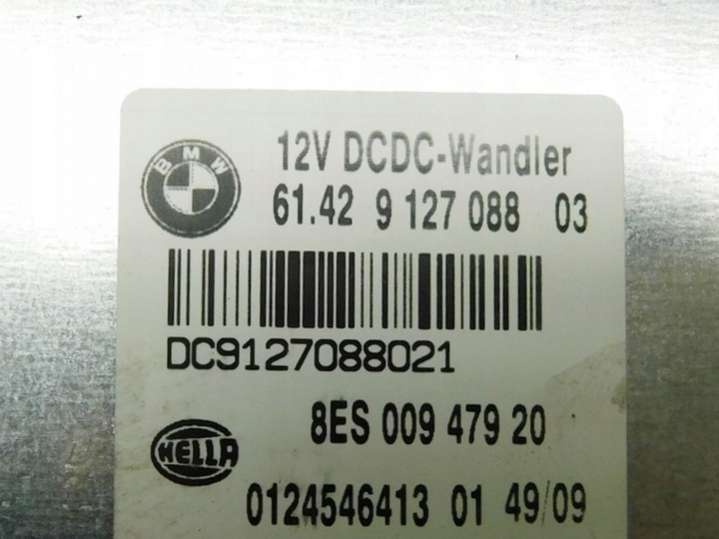 BMW
12V DCDC-Wandler
61.42 9 127 088 03
DC9127088021
8ES 009 479 20
HELLA
0124546413 01 49/09